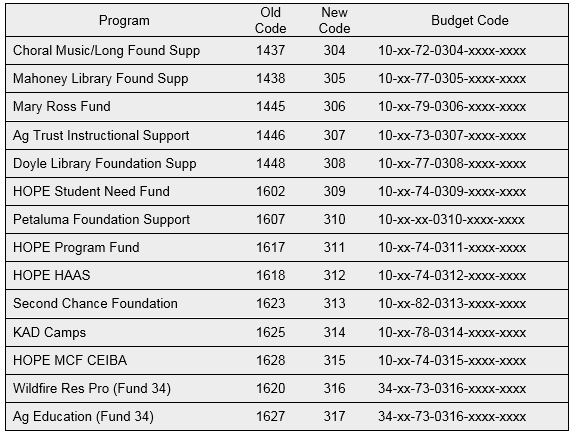 Program Old Code New Code Budget Code
Choral Music/Long Found Supp 1437 304 10-xx-72-0304-xxxx-xxxx
Mahoney Library Found Supp 1438 305 10-xx-77-0305-xxxx-xxxx
Mary Ross Fund 1445 306 10-xx-79-0306-xxxx-xxxx
Ag Trust Instructional Support 1446 307 10-xx-73-0307-xxxx-xxxx
Doyle Library Foundation Supp 1448 308 10-xx-77-0308-xxxx-xxxx
HOPE Student Need Fund 1602 309 10-xx-74-0309-xxxx-xxxx
Petaluma Foundation Support 1607 310 10-xx-xx-0310-xxxx-xxxx
HOPE Program Fund 1617 311 10-xx-74-0311-xxxx-xxxx
HOPE HAAS 1618 312 10-xx-74-0312-xxxx-xxxx
Second Chance Foundation 1623 313 10-xx-82-0313-xxxx-xxxx
KAD Camps 1625 314 10-xx-78-0314-xxxx-xxxx
HOPE MCF CEIBA 1628 315 10-xx-74-0315-xxxx-xxxx
Wildfire Res Pro (Fund 34) 1620 316 34-xx-73-0316-xxxx-xxxx
Ag Education (Fund 34) 1627 317 34-xx-73-0316-xxxx-xxxx